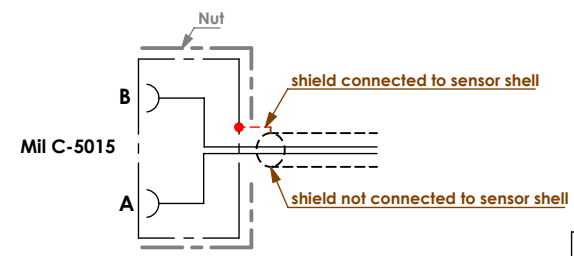 Nut
shield connected to sensor shell
B
Mil C-5015
A
shield not connected to sensor shell